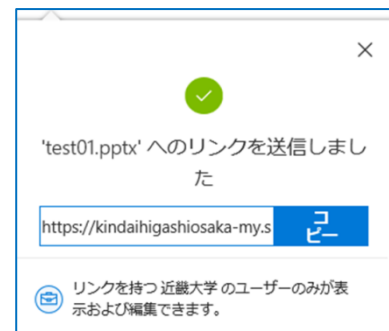 'test01.pptx' へのリンクを送信しまし
た
https://kindaihigashiosaka-my.s
コ
ピー
リンクを持つ 近畿大学 のユーザーのみが表
示および編集できます。